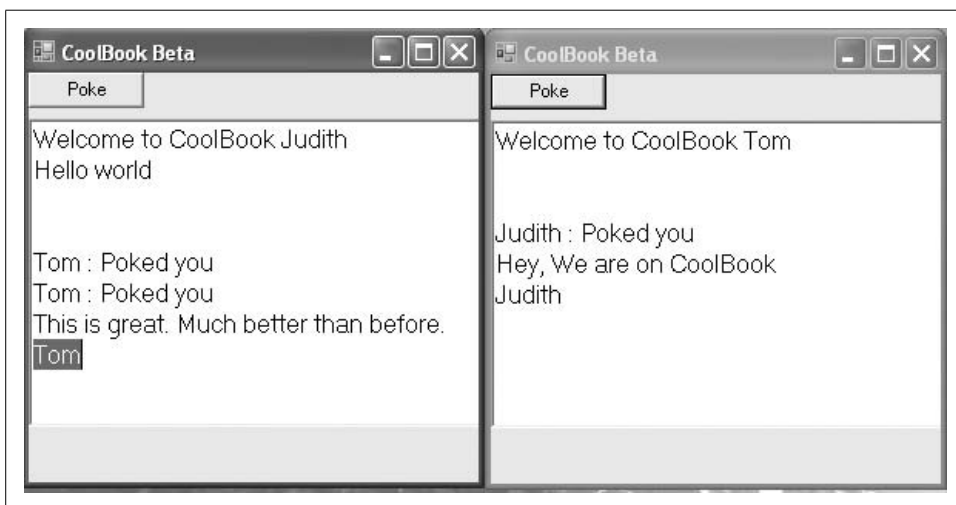 CoolBook Beta
Poke
Welcome to CoolBook Judith
Hello world
Tom : Poked you
Tom : Poked you
This is great. Much better than before.
Tom
CoolBook Beta
Poke
Welcome to CoolBook Tom
Judith : Poked you
Hey, We are on CoolBook
Judith